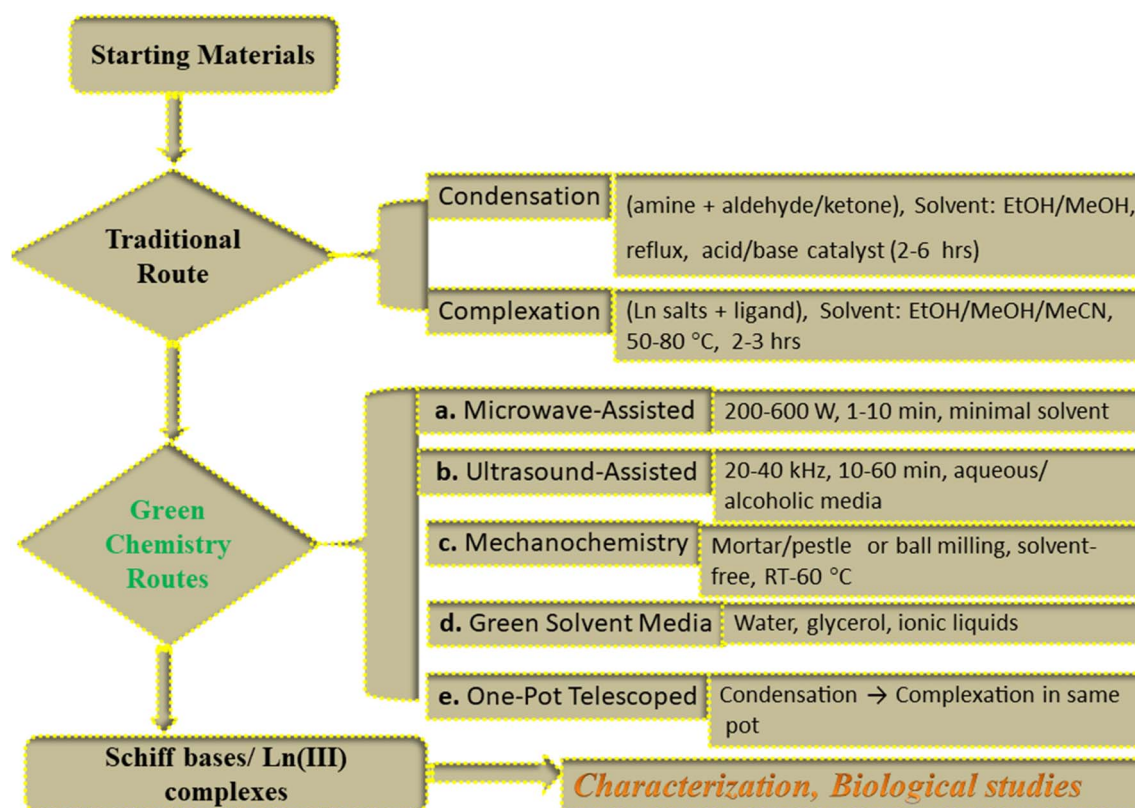 Starting Materials
Traditional
Route
Condensation
(amine + aldehyde/ketone), Solvent: EtOH/MeOH,
reflux, acid/base catalyst (2-6 hrs)
Complexation
(Ln salts + ligand), Solvent: EtOH/MeOH/MeCN,
50-80 °C, 2-3 hrs
Green
Chemistry
Routes
a. Microwave-Assisted
200-600 W, 1-10 min, minimal solvent
b. Ultrasound-Assisted
20-40 kHz, 10-60 min, aqueous/
alcoholic media
c. Mechanochemistry
Mortar/pestle or ball milling, solvent-
free, RT-60 °C
d. Green Solvent Media
Water, glycerol, ionic liquids
e. One-Pot Telescoped
Condensation → Complexation in same
pot
Schiff bases/ Ln(III)
complexes
Characterization, Biological studies